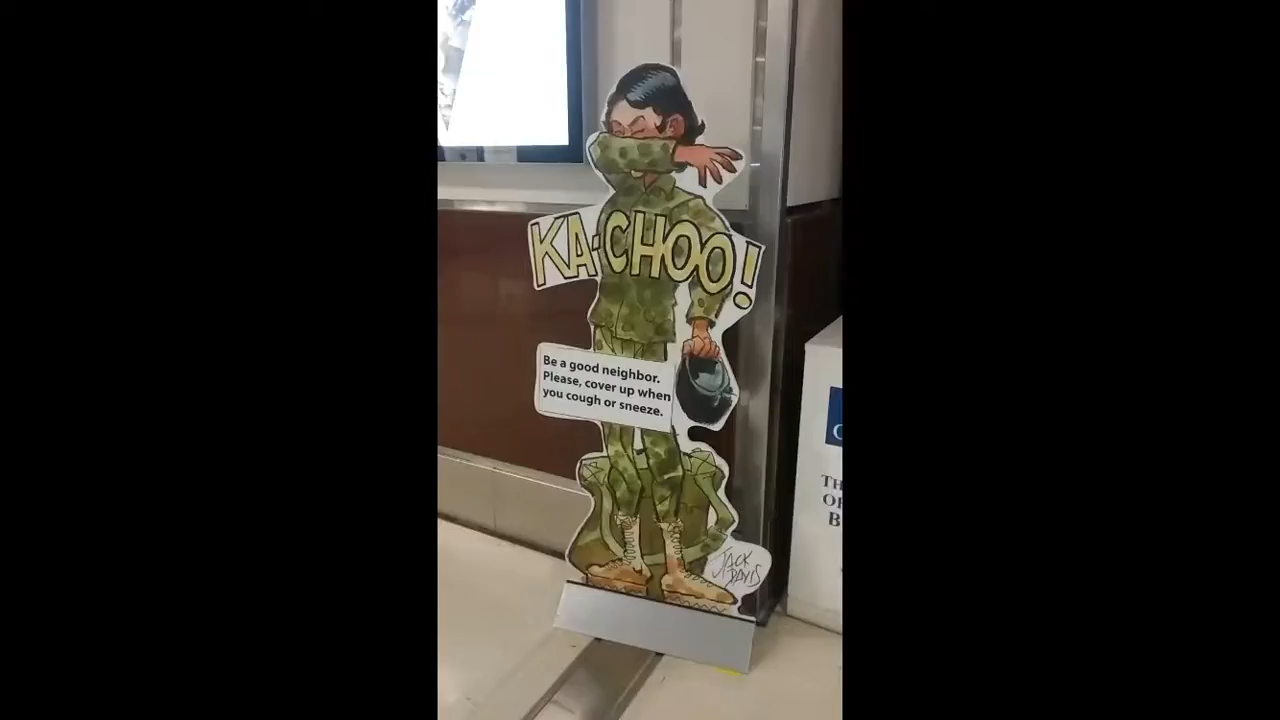 KA-CHOO!
Be a good neighbor.
Please, cover up when
you cough or sneeze.
JACK
DAVIS